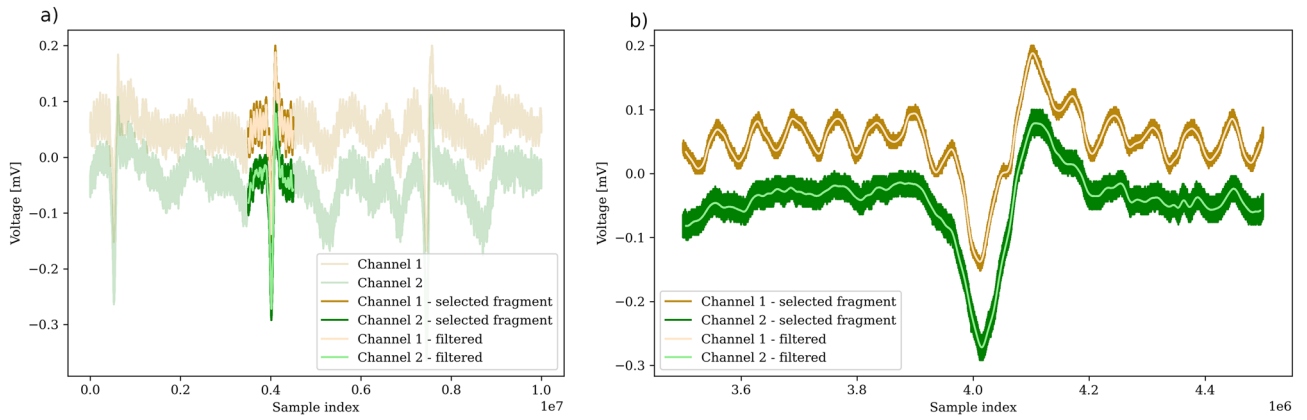 a)
0.2
0.1
0.0
−0.1
−0.2
−0.3
Voltage [mV]
0.0 0.2 0.4 0.6 0.8 1.0
1e7
Sample index
Channel 1
Channel 2
Channel 1 - selected fragment
Channel 2 - selected fragment
Channel 1 - filtered
Channel 2 - filtered
b)
0.2
0.1
0.0
−0.1
−0.2
−0.3
Voltage [mV]
3.6 3.8 4.0 4.2 4.4
1e6
Sample index
Channel 1 - selected fragment
Channel 2 - selected fragment
Channel 1 - filtered
Channel 2 - filtered